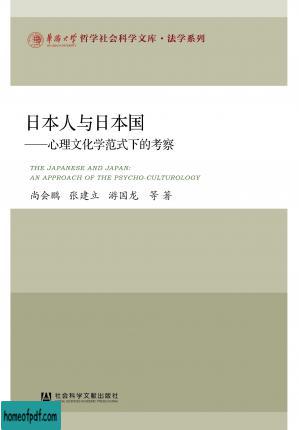 華僑大學 哲学社会科学文库·法学系列
日本人与日本国
——心理文化学范式下的考察
THE JAPANESE AND JAPAN:
AN APPROACH OF THE PSYCHO-CULTUROLOGY
尚会鹏 张建立 游国龙 等 著
社会科学文献出版社
homeofpdf.com